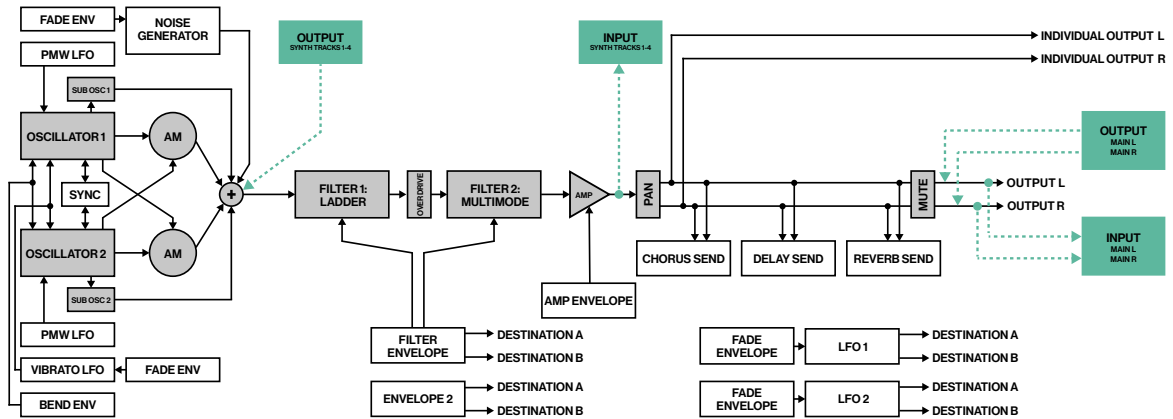 FADE ENV
NOISE
GENERATOR
PMW LFO
SUB OSC 1
OSCILLATOR 1
AM
SYNC
OSCILLATOR 2
AM
SUB OSC 2
PMW LFO
VIBRATO LFO
FADE ENV
BEND ENV
+
OUTPUT
SYNTH TRACKS 1-4
FILTER 1:
LADDER
OVERDRIVE
FILTER 2:
MULTIMODE
AMP
INPUT
SYNTH TRACKS 1-4
PAN
MUTE
INDIVIDUAL OUTPUT L
INDIVIDUAL OUTPUT R
OUTPUT
MAIN L
MAIN R
OUTPUT L
OUTPUT R
INPUT
MAIN L
MAIN R
CHORUS SEND
DELAY SEND
REVERB SEND
AMP ENVELOPE
FILTER
ENVELOPE
DESTINATION A
DESTINATION B
ENVELOPE 2
DESTINATION A
DESTINATION B
FADE
ENVELOPE
LFO 1
DESTINATION A
DESTINATION B
FADE
ENVELOPE
LFO 2
DESTINATION A
DESTINATION B